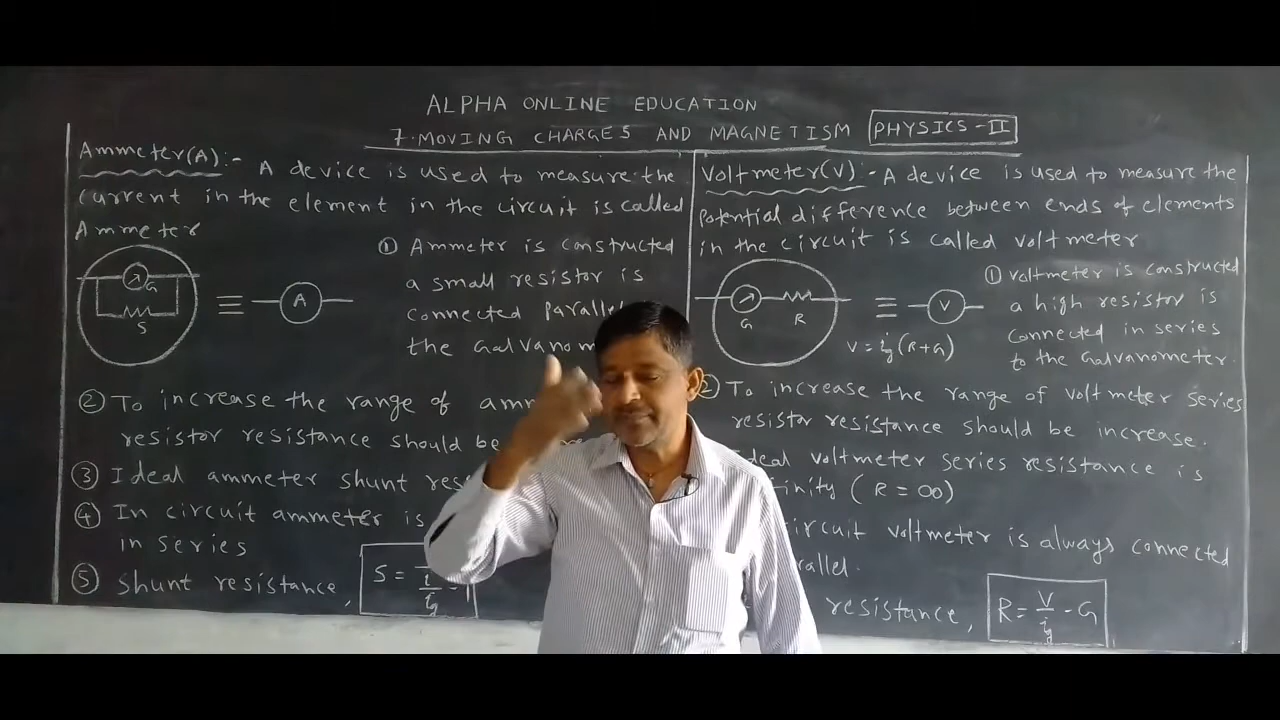 ALPHA ONLINE EDUCATION
7. MOVING CHARGES AND MAGNETISM PHYSICS-II
Ammeter(A):- A device is used to measure the
current in the element in the circuit is called
Ammeter
① Ammeter is constructed
a small resistor is
connected
the
G
S
≡ A
② To increase the range of
resistor resistance should be
③ Ideal ammeter shunt
④ In circuit ammeter is
in series
⑤ Shunt resistance, S = i/ig - 1
Voltmeter(V):- A device is used to measure the
potential difference between ends of elements
in the circuit is called voltmeter
① Voltmeter is constructed
a high resistor is
connected in series
to the Galvanometer.
G R
≡ V
V = ig(R+G)
② To increase the range of voltmeter series
resistor resistance should be increase.
voltmeter series resistance is
(R = ∞)
voltmeter is always connected
resistance, R = V/ig - G